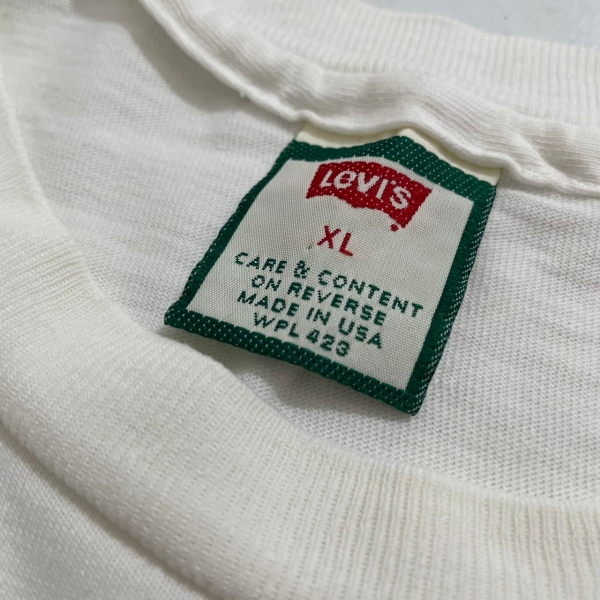 Levi's
XL
CARE & CONTENT
ON REVERSE
MADE IN USA
WPL 423